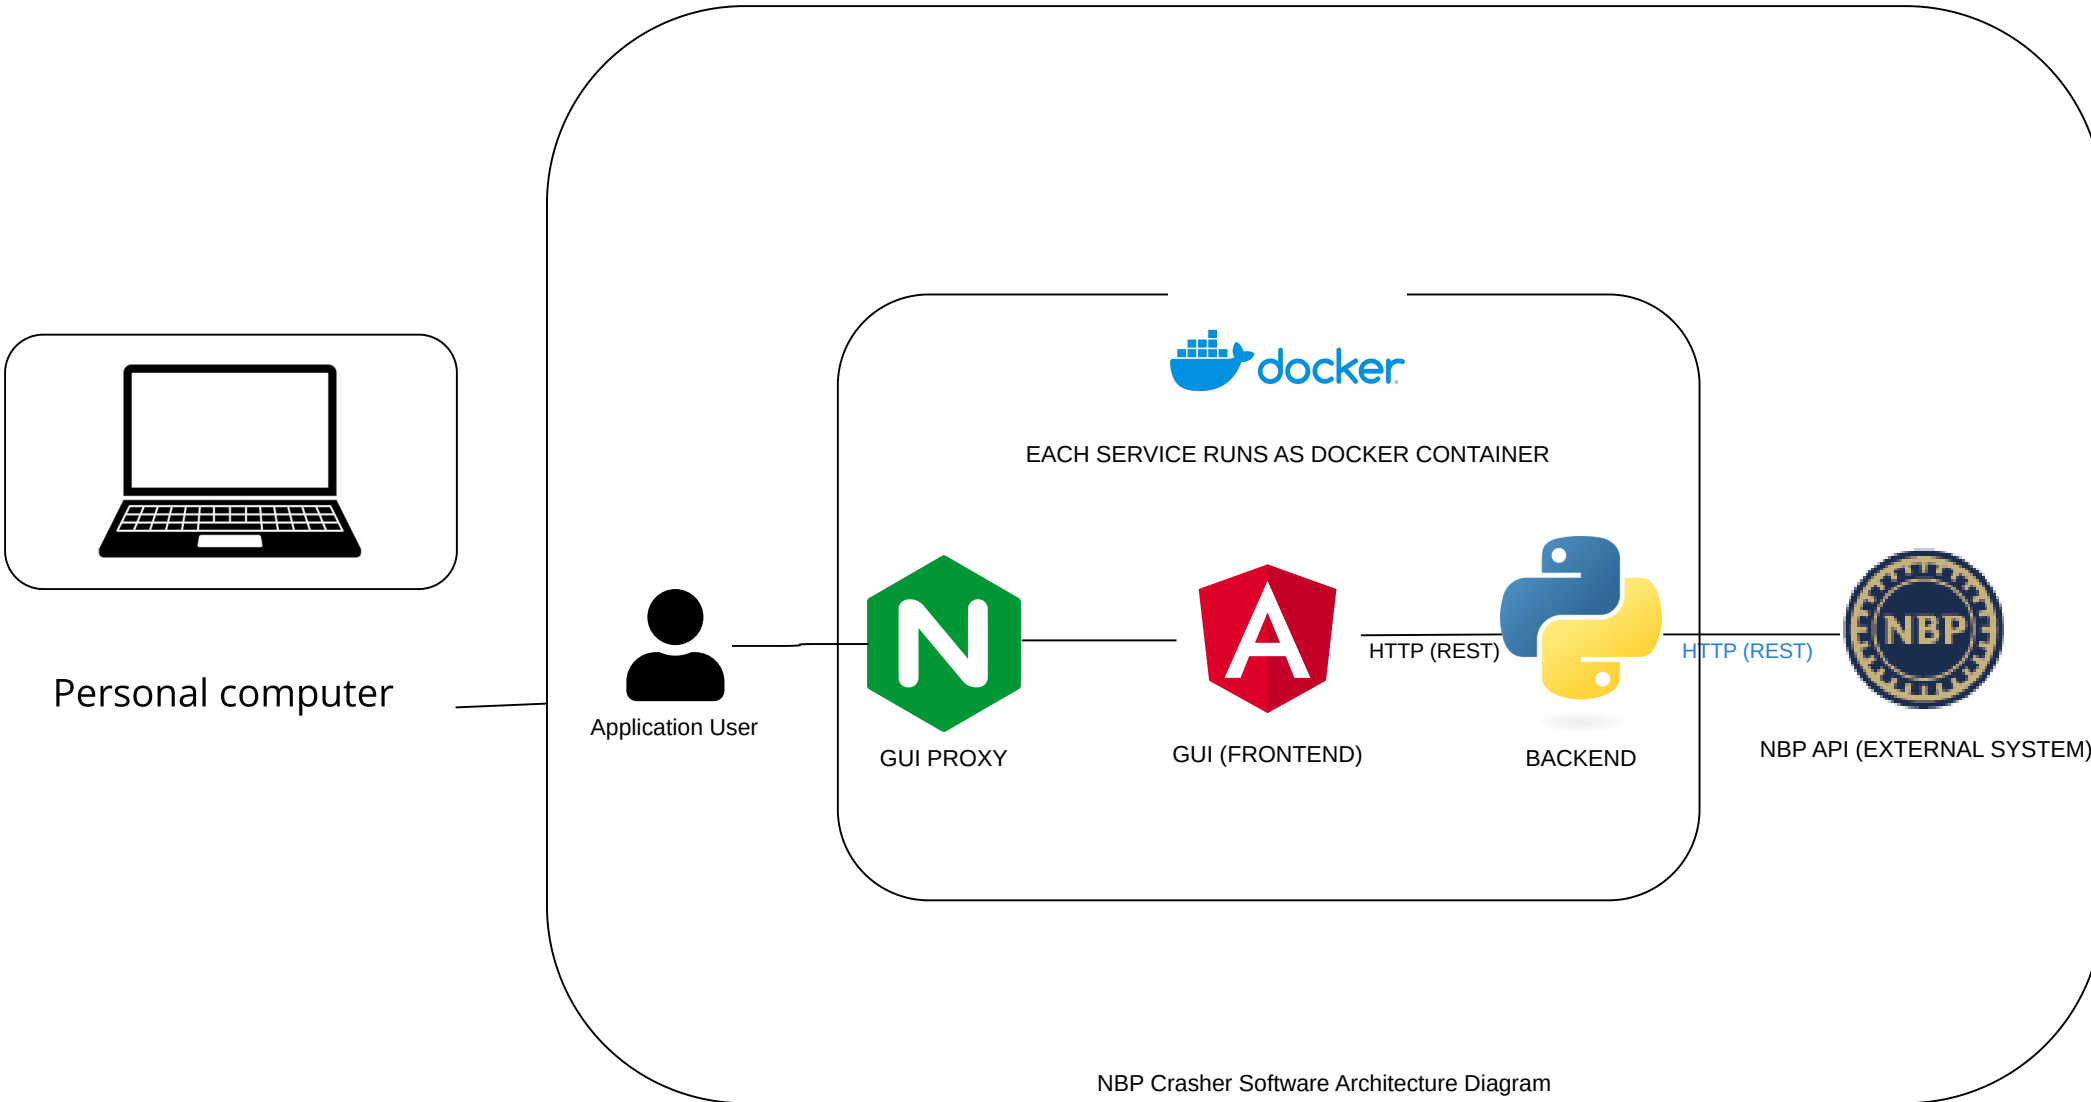 docker
EACH SERVICE RUNS AS DOCKER CONTAINER
HTTP (REST)
HTTP (REST)
NBP
Personal computer
Application User
GUI PROXY
GUI (FRONTEND)
BACKEND
NBP API (EXTERNAL SYSTEM)
NBP Crasher Software Architecture Diagram